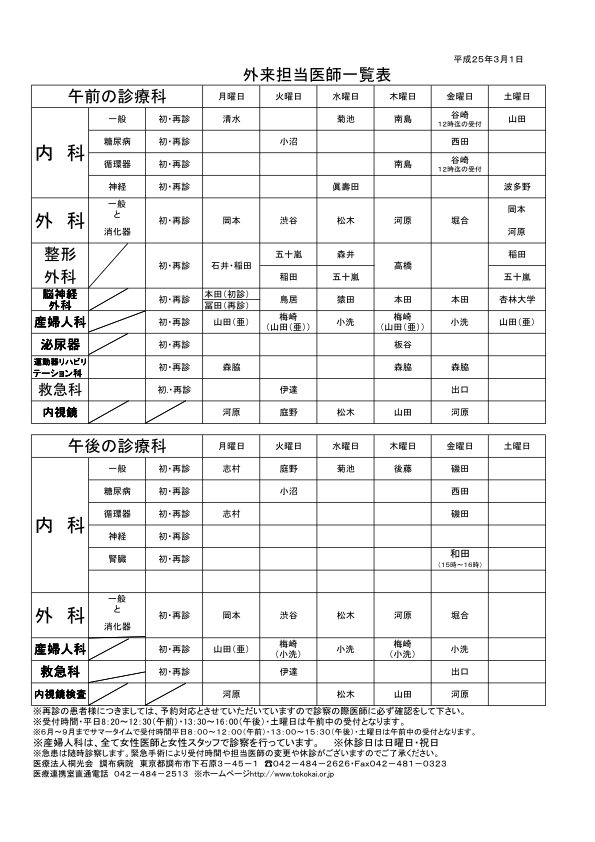 平成25年3月1日
外来担当医師一覧表
午前の診療科 月曜日 火曜日 水曜日 木曜日 金曜日 土曜日
内 科 一般 初・再診 清水 菊池 南島 谷崎 12時迄の受付 山田
糖尿病 初・再診 小沼 西田
循環器 初・再診 南島 谷崎 12時迄の受付
神経 初・再診 眞壽田 波多野
外 科 一般 と 消化器 初・再診 岡本 渋谷 松木 河原 堀合 岡本 河原
整形 外科 初・再診 石井・稲田 五十嵐 稲田 森井 五十嵐 高橋 稲田 五十嵐
脳神経 外科 初・再診 本田(初診) 冨田(再診) 鳥居 猿田 本田 本田 杏林大学
産婦人科 初・再診 山田(亜) 梅崎 (山田(亜)) 小洗 梅崎 (山田(亜)) 小洗 山田(亜)
泌尿器 初・再診 板谷
運動器リハビリ テーション科 初・再診 森脇 森脇 森脇
救急科 初.・再診 伊達 出口
内視鏡 河原 庭野 松木 山田 河原
午後の診療科 月曜日 火曜日 水曜日 木曜日 金曜日 土曜日
内 科 一般 初・再診 志村 庭野 菊池 後藤 磯田
糖尿病 初・再診 小沼 西田
循環器 初・再診 志村 磯田
神経 初・再診
腎臓 初・再診 和田 (15時~16時)
外 科 一般 と 消化器 初・再診 岡本 渋谷 松木 河原 堀合
産婦人科 初・再診 山田(亜) 梅崎 (小洗) 小洗 梅崎 (小洗) 小洗
救急科 初・再診 伊達 出口
内視鏡検査 河原 松木 山田 河原
※再診の患者様につきましては、予約対応とさせていただいていますので診察の際医師に必ず確認をして下さい。
※受付時間・平日8:20~12:30(午前)・13:30~16:00(午後)・土曜日は午前中の受付となります。
※6月~9月までサマータイムで受付時間平日8:00~12:00(午前)・13:00~15:30(午後)・土曜日は午前中の受付となります。
※産婦人科は、全て女性医師と女性スタッフで診察を行っています。 ※休診日は日曜日・祝日
※急患は随時診察します。緊急手術により受付時間や担当医師の変更や休診がございますのでご了承ください。
医療法人桐光会 調布病院 東京都調布市下石原3-45-1 ☎042-484-2626・Fax042-481-0323
医療連携室直通電話 042-484-2513 ※ホームページhttp://www.tokokai.or.jp